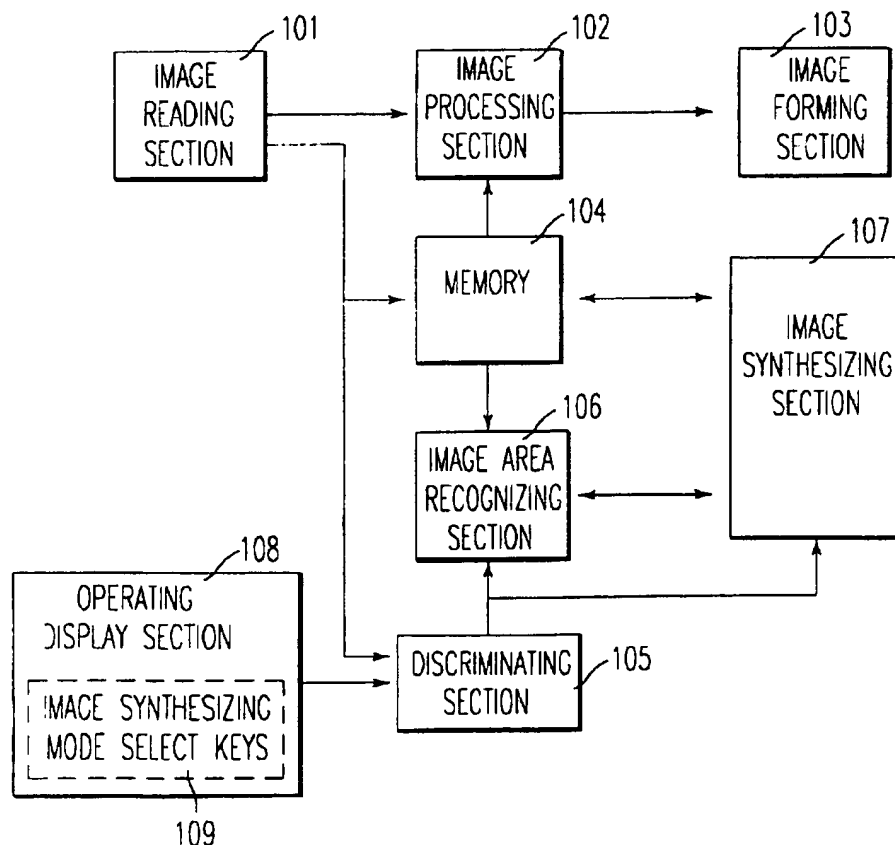 101
IMAGE
READING
SECTION
102
IMAGE
PROCESSING
SECTION
103
IMAGE
FORMING
SECTION
104
MEMORY
107
IMAGE
SYNTHESIZING
SECTION
106
IMAGE AREA
RECOGNIZING
SECTION
108
OPERATING
DISPLAY SECTION
IMAGE SYNTHESIZING
MODE SELECT KEYS
109
DISCRIMINATING
SECTION
105